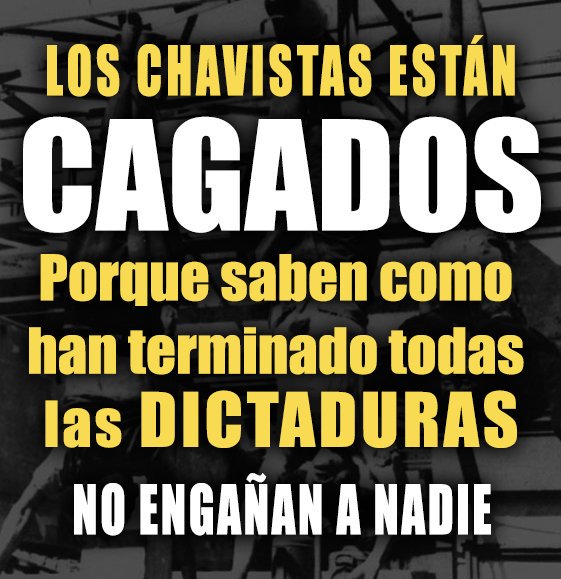 LOS CHAVISTAS ESTÁN
CAGADOS
Porque saben como
han terminado todas
las DICTADURAS
NO ENGAÑAN A NADIE